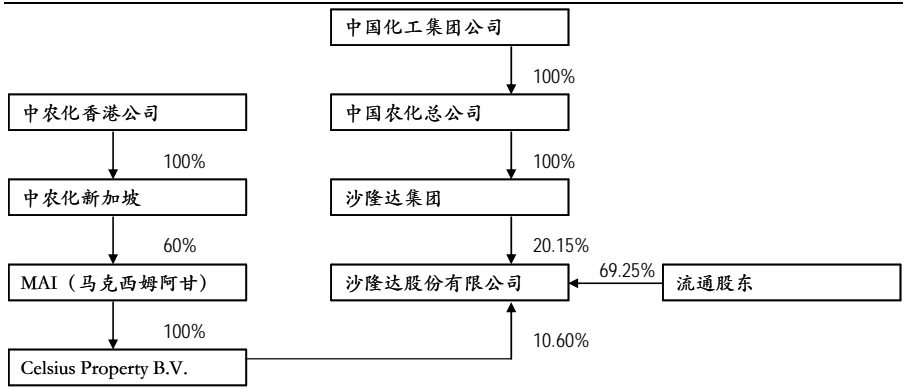 中国化工集团公司
100%
中农化香港公司
中国农化总公司
100%
100%
中农化新加坡
沙隆达集团
60%
20.15%
MAI（马克西姆阿甘）
沙隆达股份有限公司
69.25%
流通股东
100%
10.60%
Celsius Property B.V.